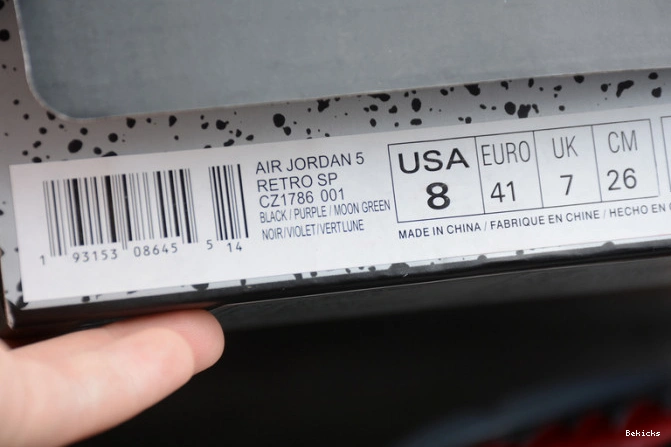 AIR JORDAN 5
RETRO SP
CZ1786 001
BLACK / PURPLE / MOON GREEN
NOIR/VIOLET/VERT LUNE
1 93153 08645 5 14
USA EURO UK CM
8 41 7 26
MADE IN CHINA / FABRIQUE EN CHINE / HECHO EN
Bekicks